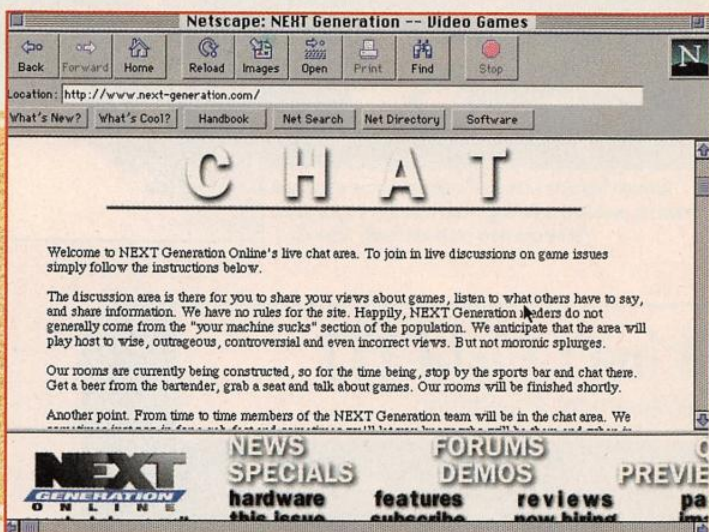 Netscape: NEXT Generation -- Video Games
Back Forward Home Reload Images Open Print Find Stop
N
Location: http://www.next-generation.com/
What's New? What's Cool? Handbook Net Search Net Directory Software
CHAT
Welcome to NEXT Generation Online's live chat area. To join in live discussions on game issues
simply follow the instructions below.
The discussion area is there for you to share your views about games, listen to what others have to say,
and share information. We have no rules for the site. Happily, NEXT Generation readers do not
generally come from the "your machine sucks" section of the population. We anticipate that the area will
play host to wise, outrageous, controversial and even incorrect views. But not moronic splurges.
Our rooms are currently being constructed, so for the time being, stop by the sports bar and chat there.
Get a beer from the bartender, grab a seat and talk about games. Our rooms will be finished shortly.
Another point. From time to time members of the NEXT Generation team will be in the chat area. We
NEXT
GENERATION
ONLINE
NEWS FORUMS
SPECIALS DEMOS PREVIE
hardware features reviews pa
this issue subscribe now hiring